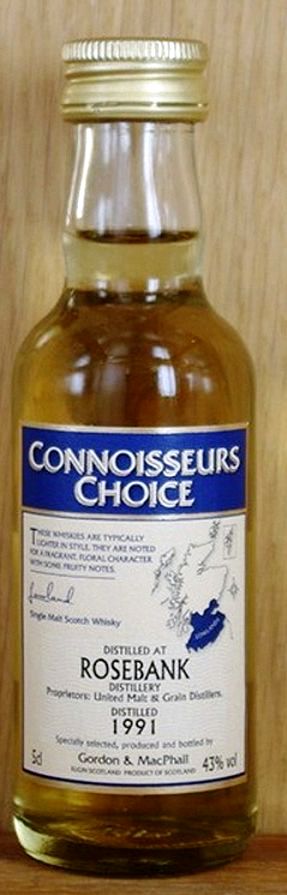 CONNOISSEURS
CHOICE
THESE WHISKIES ARE TYPICALLY
LIGHTER IN STYLE. THEY ARE NOTED
FOR A FRAGRANT, FLORAL CHARACTER
WITH SOME FRUITY NOTES.
Lowland
Single Malt Scotch Whisky
LOWLANDS
DISTILLED AT
ROSEBANK
DISTILLERY
Proprietors: United Malt & Grain Distillers.
DISTILLED
1991
Specially selected, produced and bottled by
5cl Gordon & MacPhail 43% vol
ELGIN SCOTLAND PRODUCT OF SCOTLAND